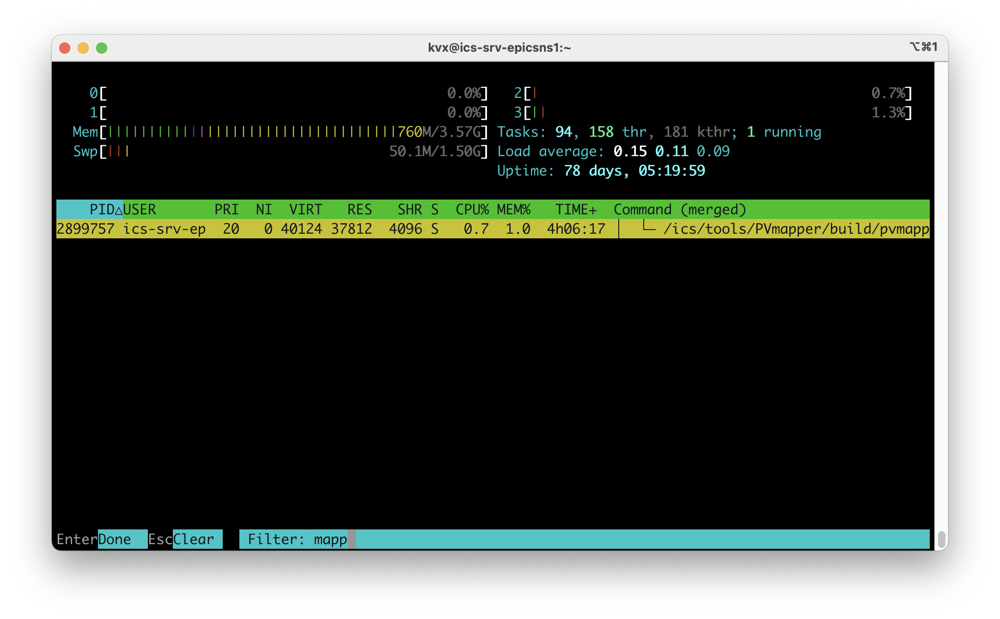 kvx@ics-srv-epicsns1:~ ⌥⌘1
0[ 0.0%] 2[| 0.7%]
1[ 0.0%] 3[|| 1.3%]
Mem[|||||||||||||||||||||||||||||||||||760M/3.57G] Tasks: 94, 158 thr, 181 kthr; 1 running
Swp[||| 50.1M/1.50G] Load average: 0.15 0.11 0.09
Uptime: 78 days, 05:19:59
PID△USER PRI NI VIRT RES SHR S CPU% MEM% TIME+ Command (merged)
2899757 ics-srv-ep 20 0 40124 37812 4096 S 0.7 1.0 4h06:17 │ └─ /ics/tools/PVmapper/build/pvmapp
EnterDone EscClear Filter: mapp